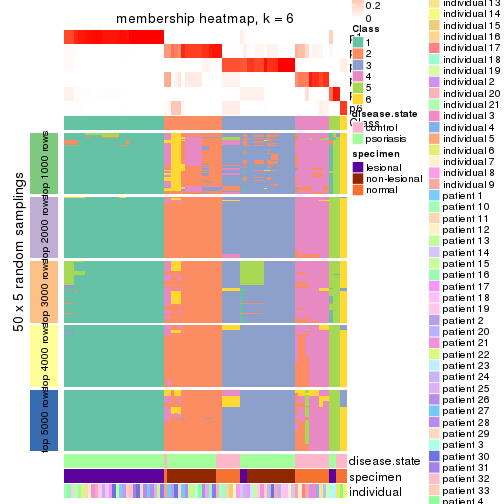 membership heatmap, k = 6
0.2
0
Class
1
2
3
4
5
6
disease.state
control
psoriasis
specimen
lesional
non-lesional
normal
50 x 5 random samplings
top 1000 rows
top 2000 rows
top 3000 rows
top 4000 rows
top 5000 rows
disease.state
specimen
individual
individual 13
individual 14
individual 15
individual 16
individual 17
individual 18
individual 19
individual 2
individual 20
individual 21
individual 3
individual 4
individual 5
individual 6
individual 7
individual 8
individual 9
patient 1
patient 10
patient 11
patient 12
patient 13
patient 14
patient 15
patient 16
patient 17
patient 18
patient 19
patient 2
patient 20
patient 21
patient 22
patient 23
patient 24
patient 25
patient 26
patient 27
patient 28
patient 29
patient 3
patient 30
patient 31
patient 32
patient 33
patient 4